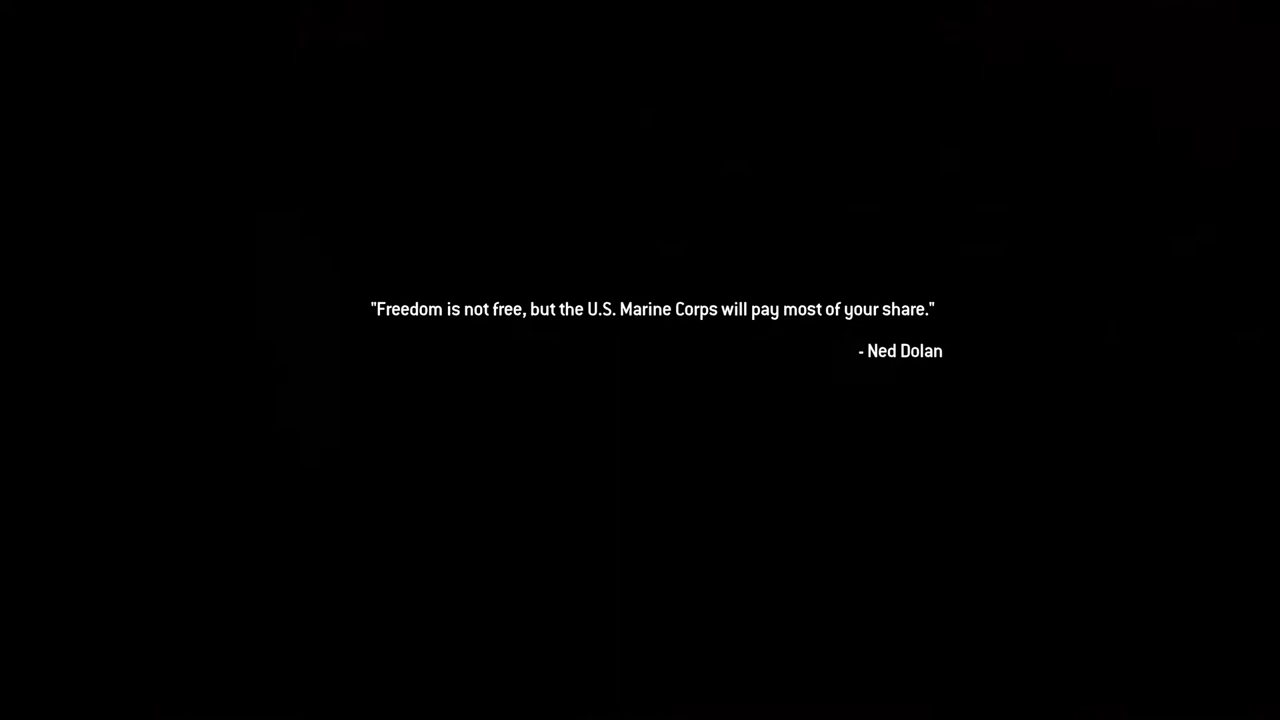 "Freedom is not free, but the U.S. Marine Corps will pay most of your share."
- Ned Dolan